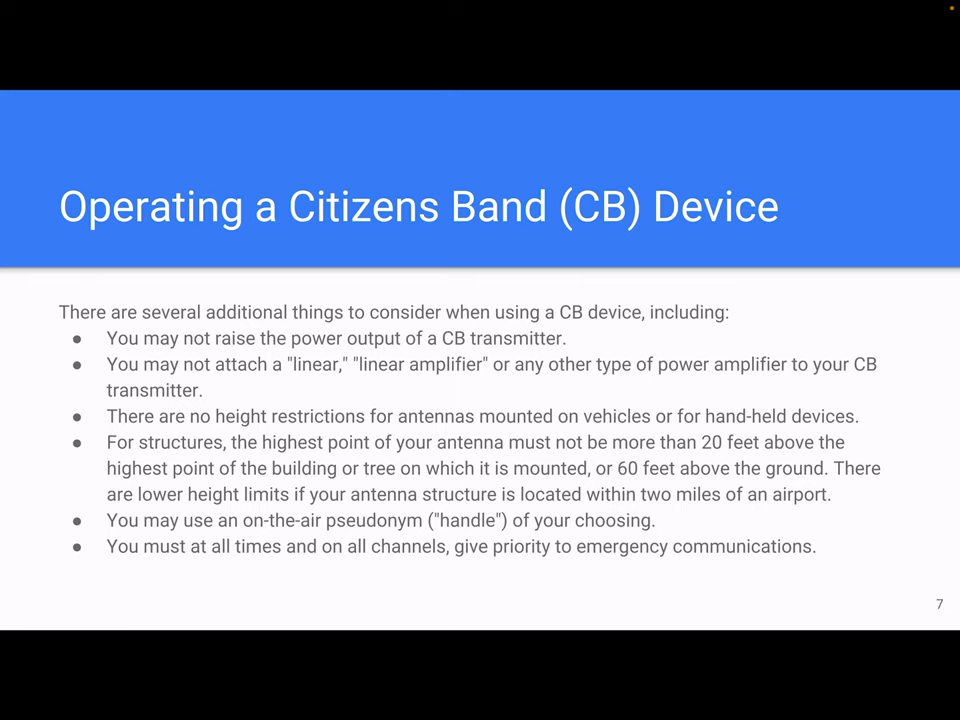 Operating a Citizens Band (CB) Device
There are several additional things to consider when using a CB device, including:
● You may not raise the power output of a CB transmitter.
● You may not attach a "linear," "linear amplifier" or any other type of power amplifier to your CB
transmitter.
● There are no height restrictions for antennas mounted on vehicles or for hand-held devices.
● For structures, the highest point of your antenna must not be more than 20 feet above the
highest point of the building or tree on which it is mounted, or 60 feet above the ground. There
are lower height limits if your antenna structure is located within two miles of an airport.
● You may use an on-the-air pseudonym ("handle") of your choosing.
● You must at all times and on all channels, give priority to emergency communications.
7